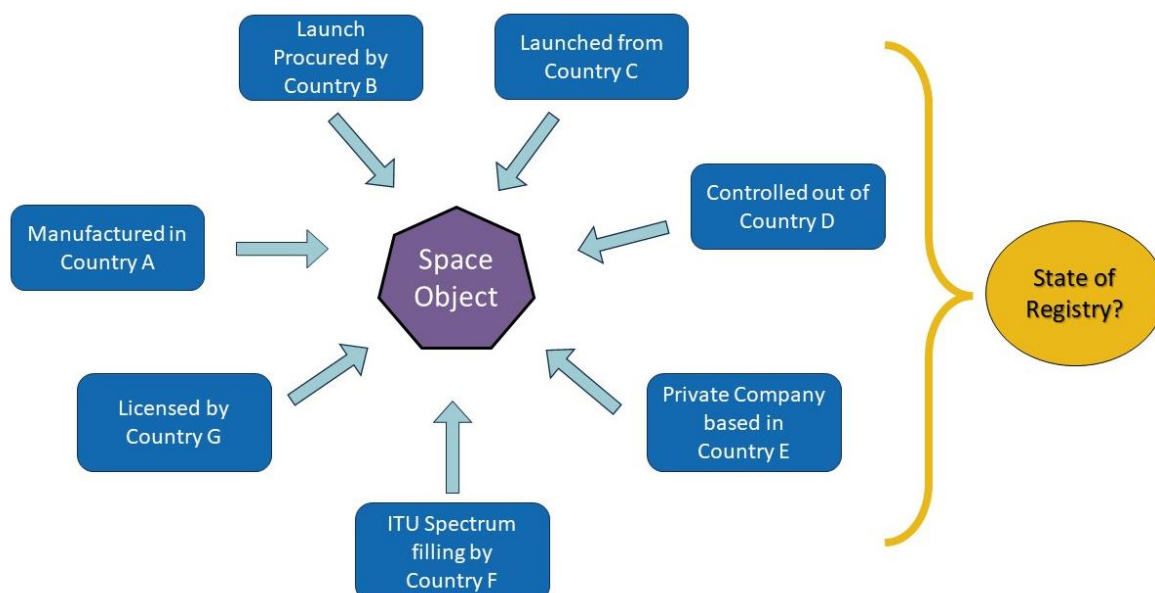 Launch
Procured by
Country B
Launched from
Country C
Controlled out of
Country D
Manufactured in
Country A
Space
Object
State of
Registry?
Licensed by
Country G
Private Company
based in
Country E
ITU Spectrum
filling by
Country F